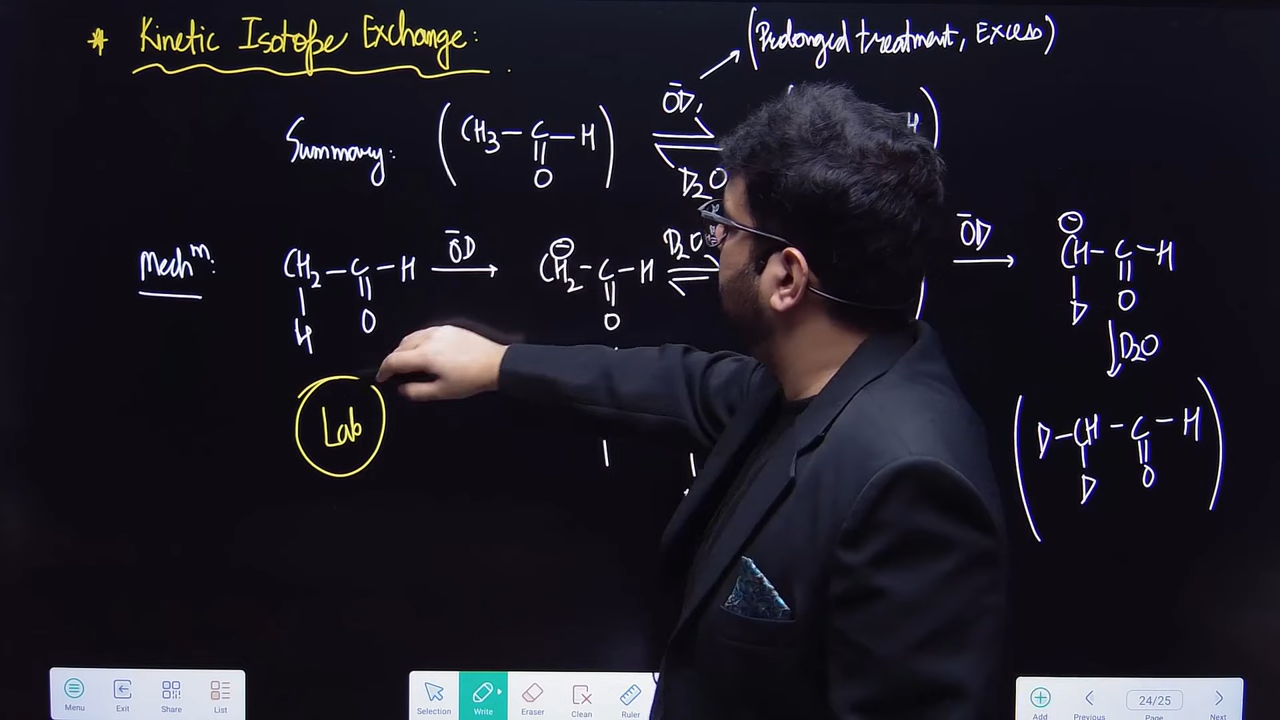 * Kinetic Isotope Exchange:
(Prolonged treatment, Excess)
Summary: (CH3-C-H) OD, H
O D2O
Mechm: CH2-C-H OD CH2-C-H D2O OD CH-C-H
H O O D O
D2O
Lab
D-CH-C-H
D O
Menu Exit Share List Selection Write Eraser Clean Ruler Add Previous 24/25 Page Next